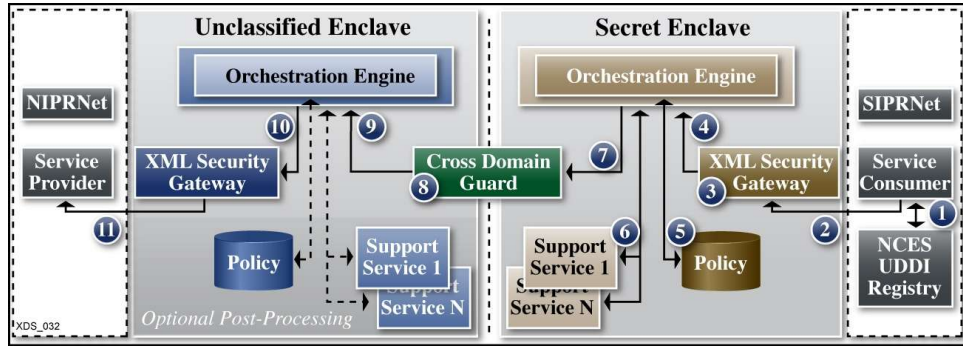 Unclassified Enclave
Orchestration Engine
NIPRNet
10
9
Service
Provider
XML Security
Gateway
Cross Domain
Guard
8
11
Policy
Support
Service 1
Support
Service N
Optional Post-Processing
XDS_032
Secret Enclave
Orchestration Engine
SIPRNet
4
7
XML Security
Gateway
3
Service
Consumer
1
2
6
5
Support
Service 1
Support
Service N
Policy
NCES
UDDI
Registry